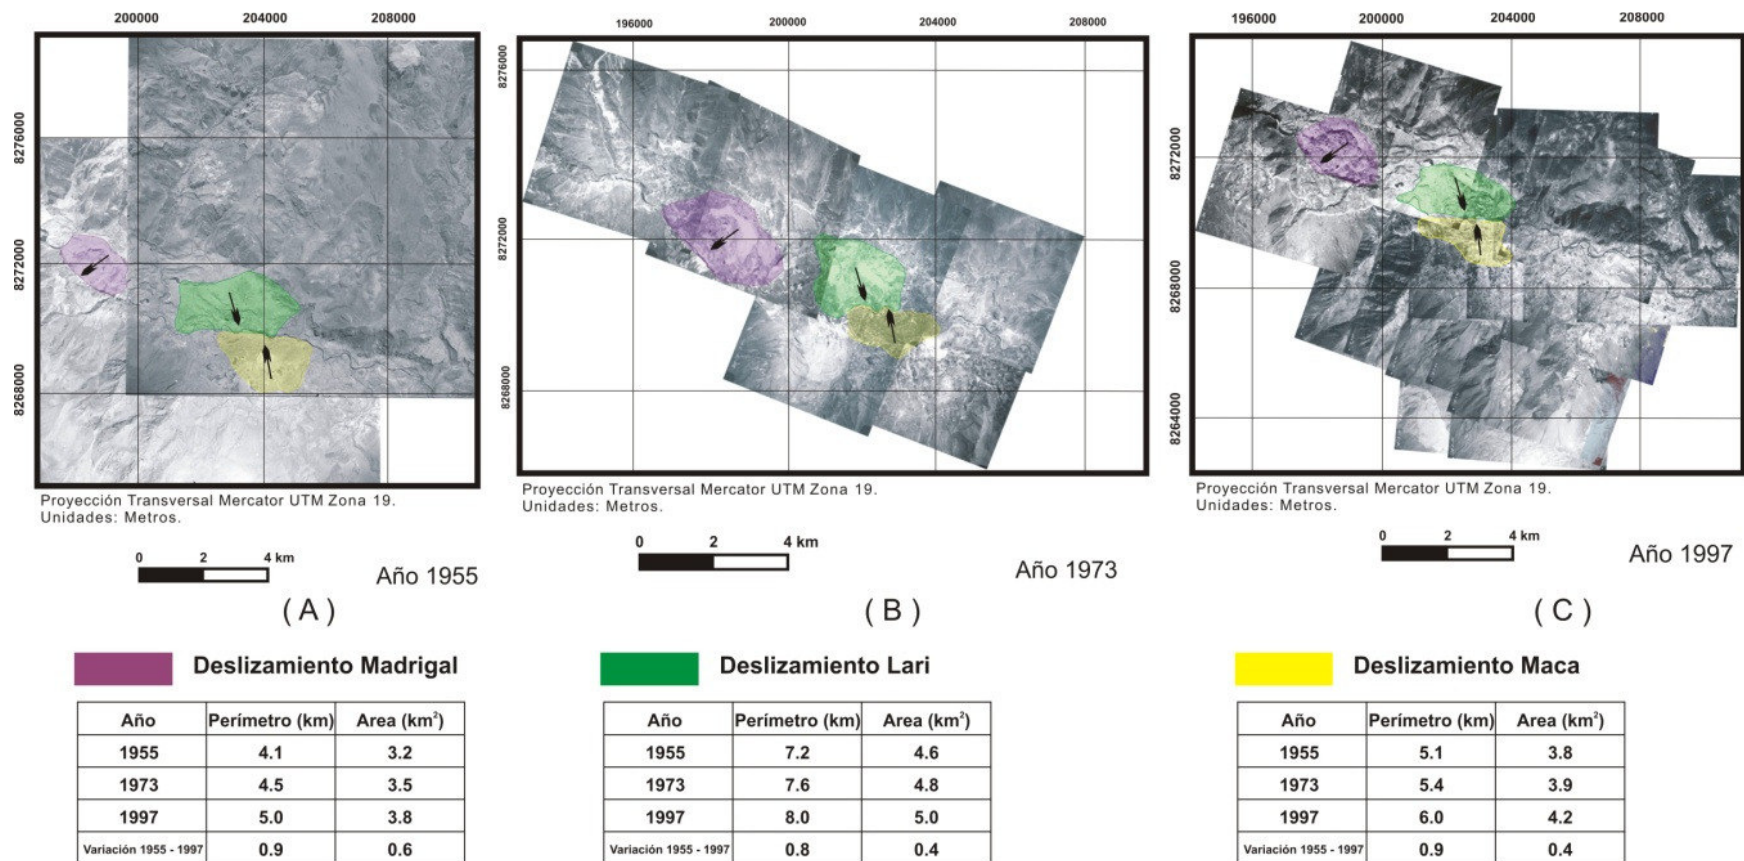 200000 204000 208000
8276000
8272000
8268000
Proyección Transversal Mercator UTM Zona 19.
Unidades: Metros.
0 2 4 km
Año 1955
( A )
196000 200000 204000 208000
8276000
8272000
8268000
Proyección Transversal Mercator UTM Zona 19.
Unidades: Metros.
0 2 4 km
Año 1973
( B )
196000 200000 204000 208000
8272000
8268000
8264000
Proyección Transversal Mercator UTM Zona 19.
Unidades: Metros.
0 2 4 km
Año 1997
( C )
Deslizamiento Madrigal
Año Perímetro (km) Area (km²)
1955 4.1 3.2
1973 4.5 3.5
1997 5.0 3.8
Variación 1955 - 1997 0.9 0.6
Deslizamiento Lari
Año Perímetro (km) Area (km²)
1955 7.2 4.6
1973 7.6 4.8
1997 8.0 5.0
Variación 1955 - 1997 0.8 0.4
Deslizamiento Maca
Año Perímetro (km) Area (km²)
1955 5.1 3.8
1973 5.4 3.9
1997 6.0 4.2
Variación 1955 - 1997 0.9 0.4